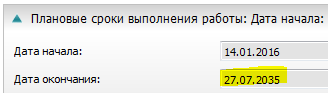 Плановые сроки выполнения работы: Дата начала:
Дата начала: 14.01.2016
Дата окончания: 27.07.2035